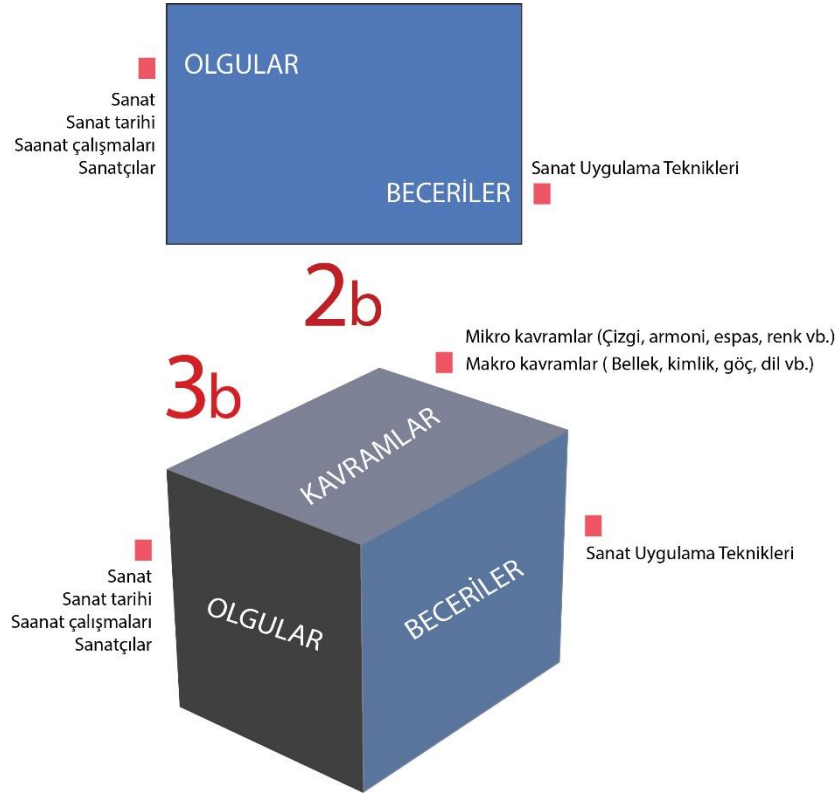 OLGULAR
Sanat
Sanat tarihi
Saanat çalışmaları
Sanatçılar
BECERİLER
Sanat Uygulama Teknikleri
2b
Mikro kavramlar (Çizgi, armoni, espas, renk vb.)
Makro kavramlar ( Bellek, kimlik, göç, dil vb.)
3b
KAVRAMLAR
Sanat
Sanat tarihi
Saanat çalışmaları
Sanatçılar
OLGULAR
BECERİLER
Sanat Uygulama Teknikleri